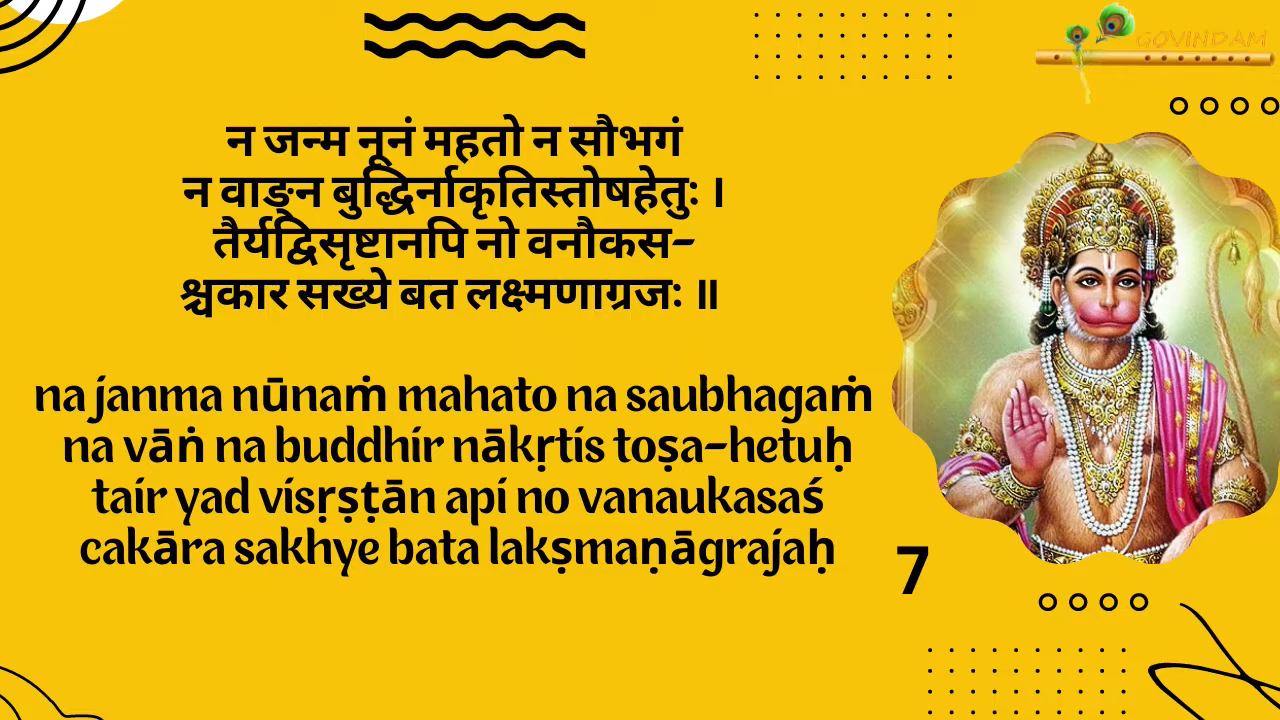 GOVINDAM
न जन्म नूनं महतो न सौभगं
न वाङ्न बुद्धिर्नाकृतिस्तोषहेतुः ।
तैर्यद्विसृष्टानपि नो वनौकस-
श्चकार सख्ये बत लक्ष्मणाग्रजः ॥
na janma nūnaṁ mahato na saubhagaṁ
na vāṅ na buddhir nākṛtis toṣa-hetuḥ
tair yad visṛṣṭān api no vanaukasaś
cakāra sakhye bata lakṣmaṇāgrajaḥ
7